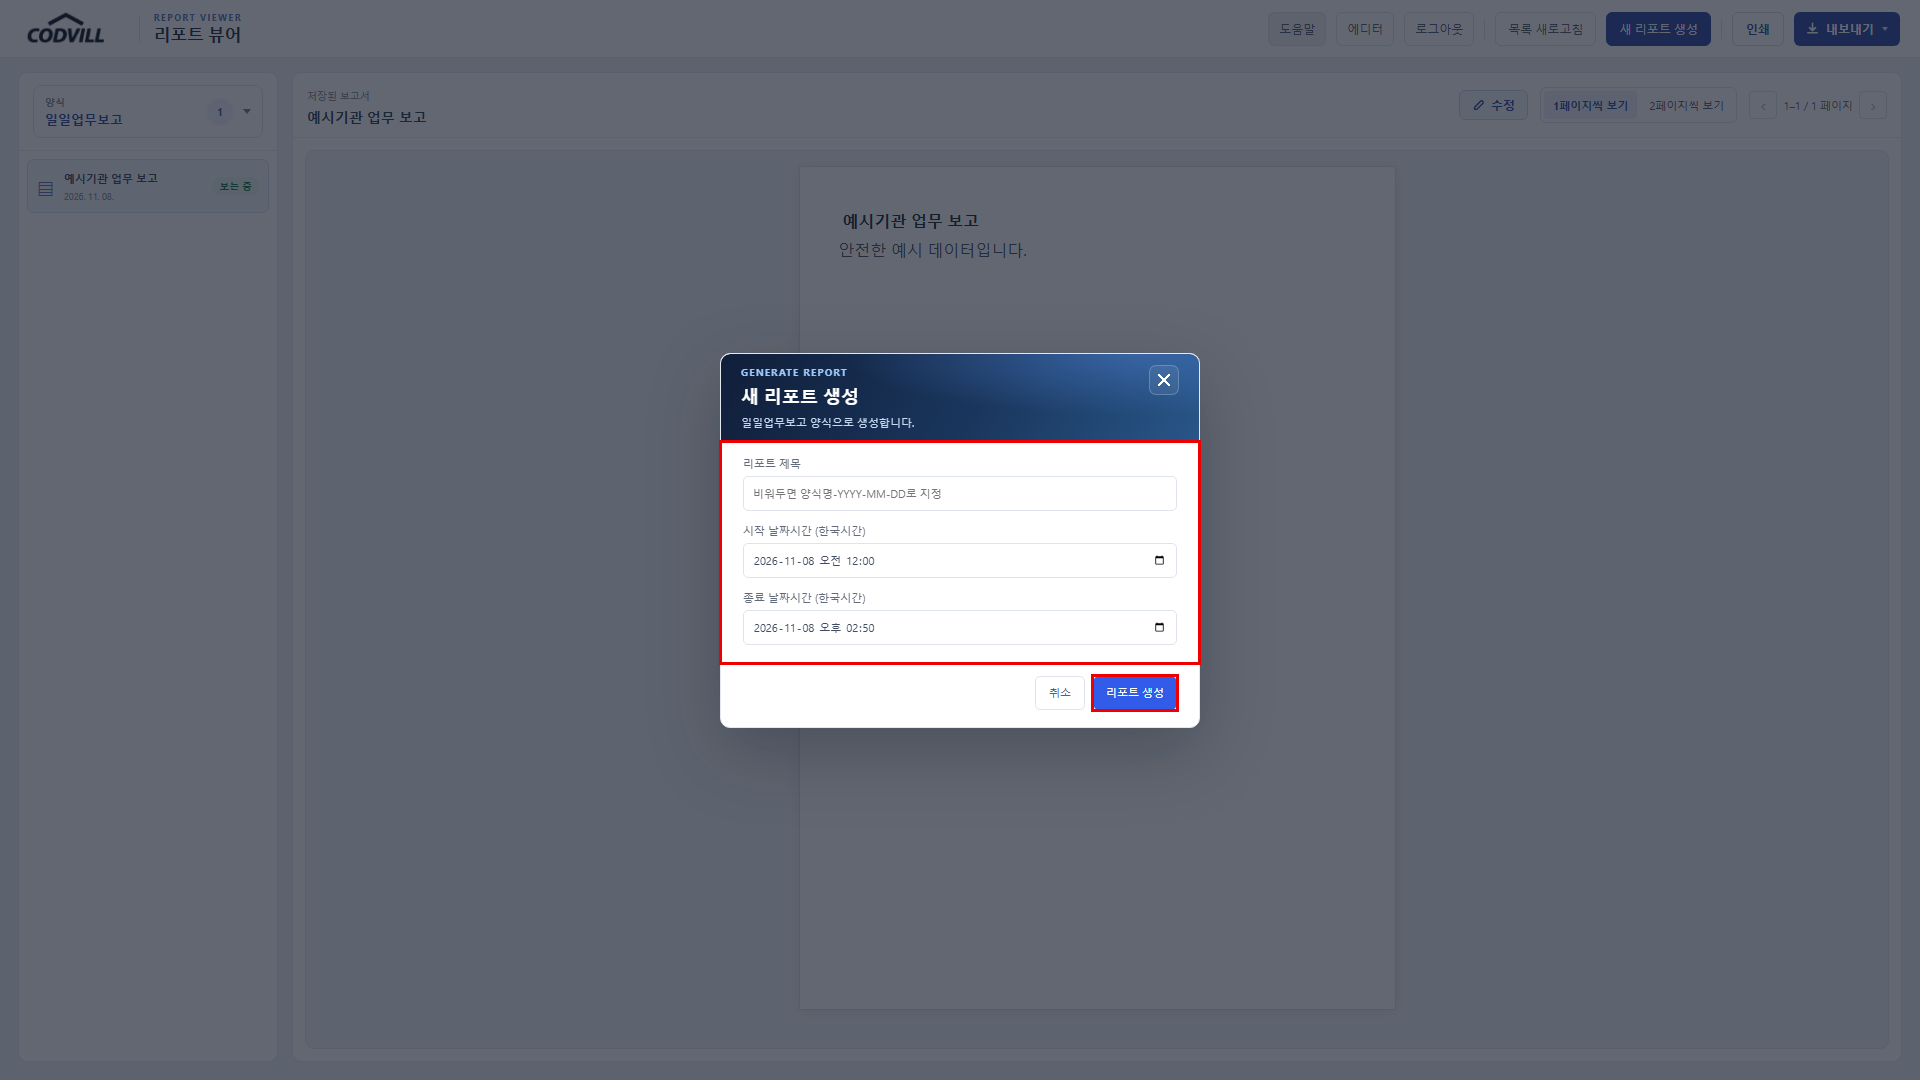 CODVILL
REPORT VIEWER
리포트 뷰어
도움말
에디터
로그아웃
목록 새로고침
새 리포트 생성
인쇄
내보내기
양식
일일업무보고
1
예시기관 업무 보고
2026. 11. 08.
보는 중
저장된 보고서
예시기관 업무 보고
수정
1페이지씩 보기
2페이지씩 보기
1–1 / 1 페이지
예시기관 업무 보고
안전한 예시 데이터입니다.
GENERATE REPORT
새 리포트 생성
일일업무보고 양식으로 생성합니다.
리포트 제목
비워두면 양식명-YYYY-MM-DD로 지정
시작 날짜시간 (한국시간)
2026-11-08 오전 12:00
종료 날짜시간 (한국시간)
2026-11-08 오후 02:50
취소
리포트 생성